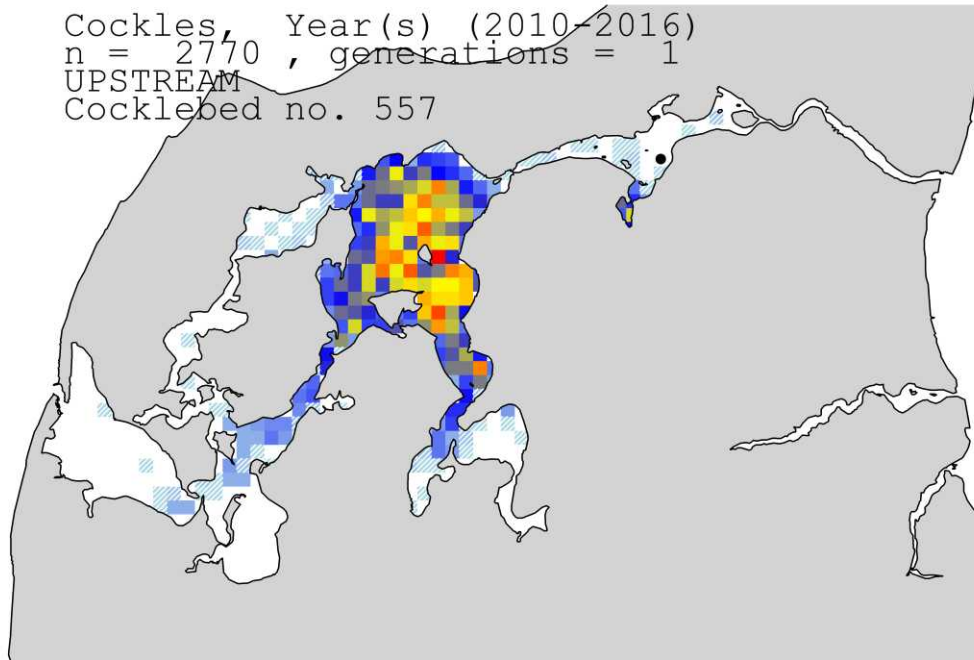 Cockles, Year(s) (2010-2016)
n = 2770 , generations = 1
UPSTREAM
Cocklebed no. 557